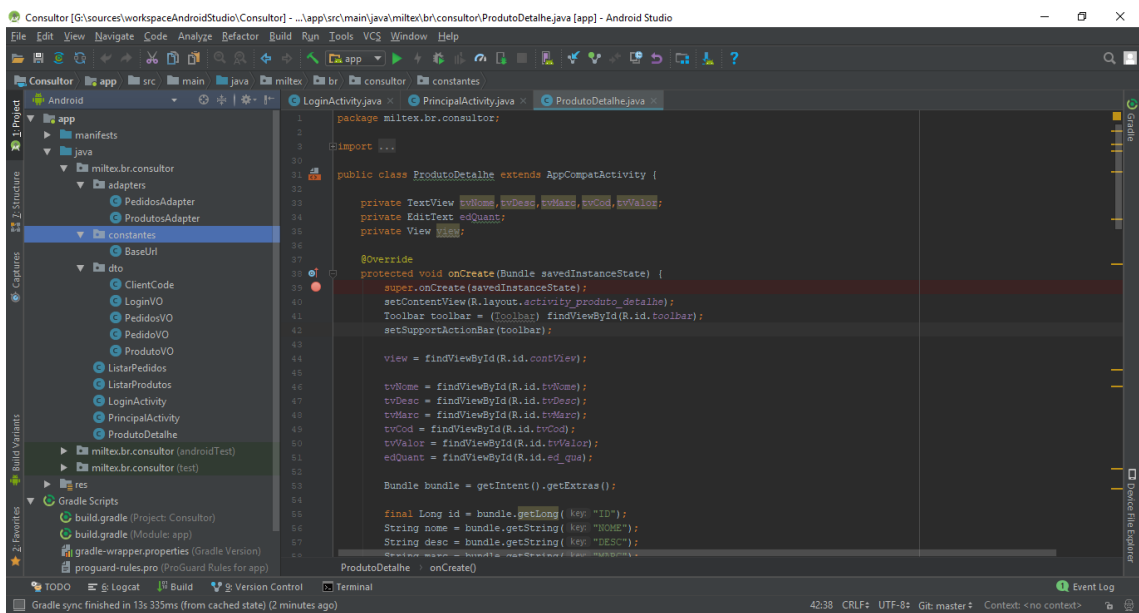 Consultor [G:\sources\workspaceAndroidStudio\Consultor] - ...\app\src\main\java\miltex\br\consultor\ProdutoDetalhe.java [app] - Android Studio
File Edit View Navigate Code Analyze Refactor Build Run Tools VCS Window Help
app
Consultor app src main java miltex br consultor constantes
Android
LoginActivity.java PrincipalActivity.java ProdutoDetalhe.java
1: Project
7: Structure
Captures
Build Variants
2: Favorites
app
manifests
java
miltex.br.consultor
adapters
PedidosAdapter
ProdutosAdapter
constantes
BaseUrl
dto
ClientCode
LoginVO
PedidosVO
PedidoVO
ProdutoVO
ListarPedidos
ListarProdutos
LoginActivity
PrincipalActivity
ProdutoDetalhe
miltex.br.consultor (androidTest)
miltex.br.consultor (test)
res
Gradle Scripts
build.gradle (Project: Consultor)
build.gradle (Module: app)
gradle-wrapper.properties (Gradle Version)
proguard-rules.pro (ProGuard Rules for app)
1 package miltex.br.consultor;
2
3 import ...
30
31 public class ProdutoDetalhe extends AppCompatActivity {
32
33 private TextView tvNome,tvDesc,tvMarc,tvCod,tvValor;
34 private EditText edQuant;
35 private View view;
36
37 @Override
38 protected void onCreate(Bundle savedInstanceState) {
39 super.onCreate(savedInstanceState);
40 setContentView(R.layout.activity_produto_detalhe);
41 Toolbar toolbar = (Toolbar) findViewById(R.id.toolbar);
42 setSupportActionBar(toolbar);
43
44 view = findViewById(R.id.contView);
45
46 tvNome = findViewById(R.id.tvNome);
47 tvDesc = findViewById(R.id.tvDesc);
48 tvMarc = findViewById(R.id.tvMarc);
49 tvCod = findViewById(R.id.tvCod);
50 tvValor = findViewById(R.id.tvValor);
51 edQuant = findViewById(R.id.ed_qua);
52
53 Bundle bundle = getIntent().getExtras();
54
55 final Long id = bundle.getLong( key: "ID");
56 String nome = bundle.getString( key: "NOME");
57 String desc = bundle.getString( key: "DESC");
58 String marc = bundle.getString( key: "MARC");
ProdutoDetalhe onCreate()
Gradle
Device File Explorer
TODO 6: Logcat Build 9: Version Control Terminal
1 Event Log
Gradle sync finished in 13s 335ms (from cached state) (2 minutes ago)
42:38 CRLF UTF-8 Git: master Context: <no context>